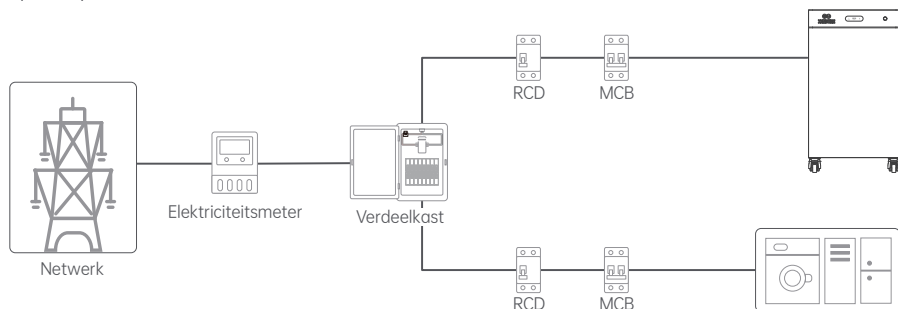 RCD MCB
Elektriciteitsmeter
Verdeelkast
Netwerk
RCD MCB